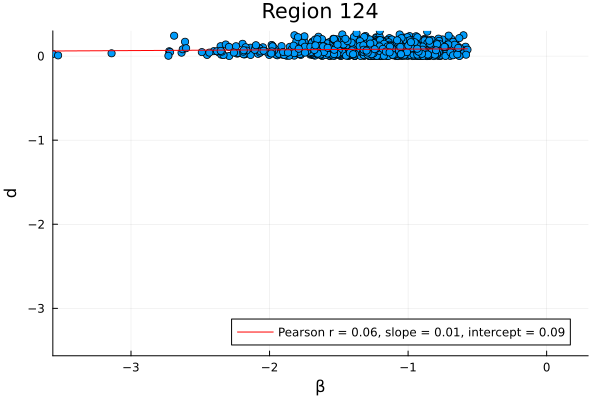 Region 124
0
−1
−2
−3
d
Pearson r = 0.06, slope = 0.01, intercept = 0.09
−3
−2
−1
0
β